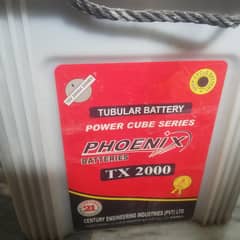 TUBULAR BATTERY
POWER CUBE SERIES
PHOENIX
BATTERIES
TX 2000
CENTURY ENGINEERING INDUSTRIES (PVT) LTD